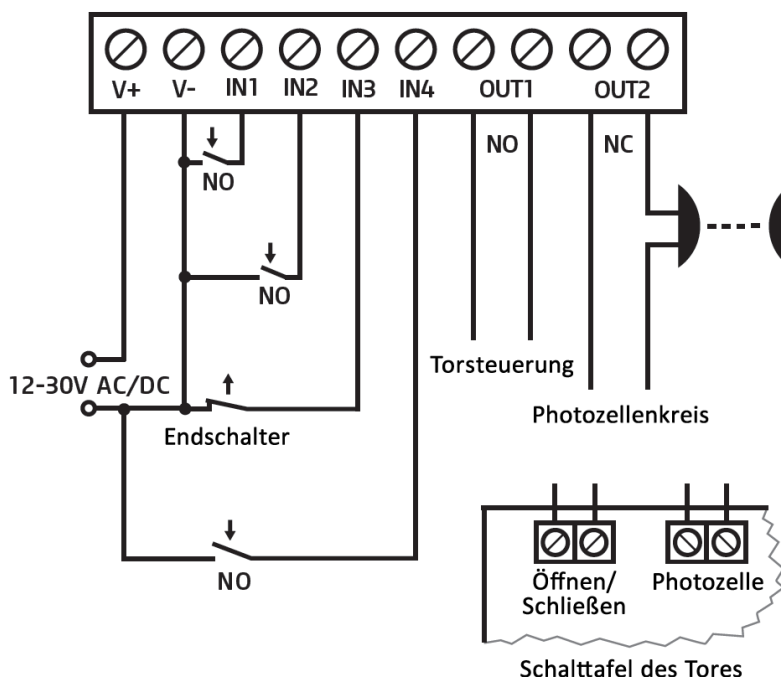 V+ V- IN1 IN2 IN3 IN4 OUT1 OUT2
NO NC
NO
NO
Torsteuerung
12-30V AC/DC
Photozellenkreis
Endschalter
NO
Öffnen/
Schließen
Photozelle
Schalttafel des Tores